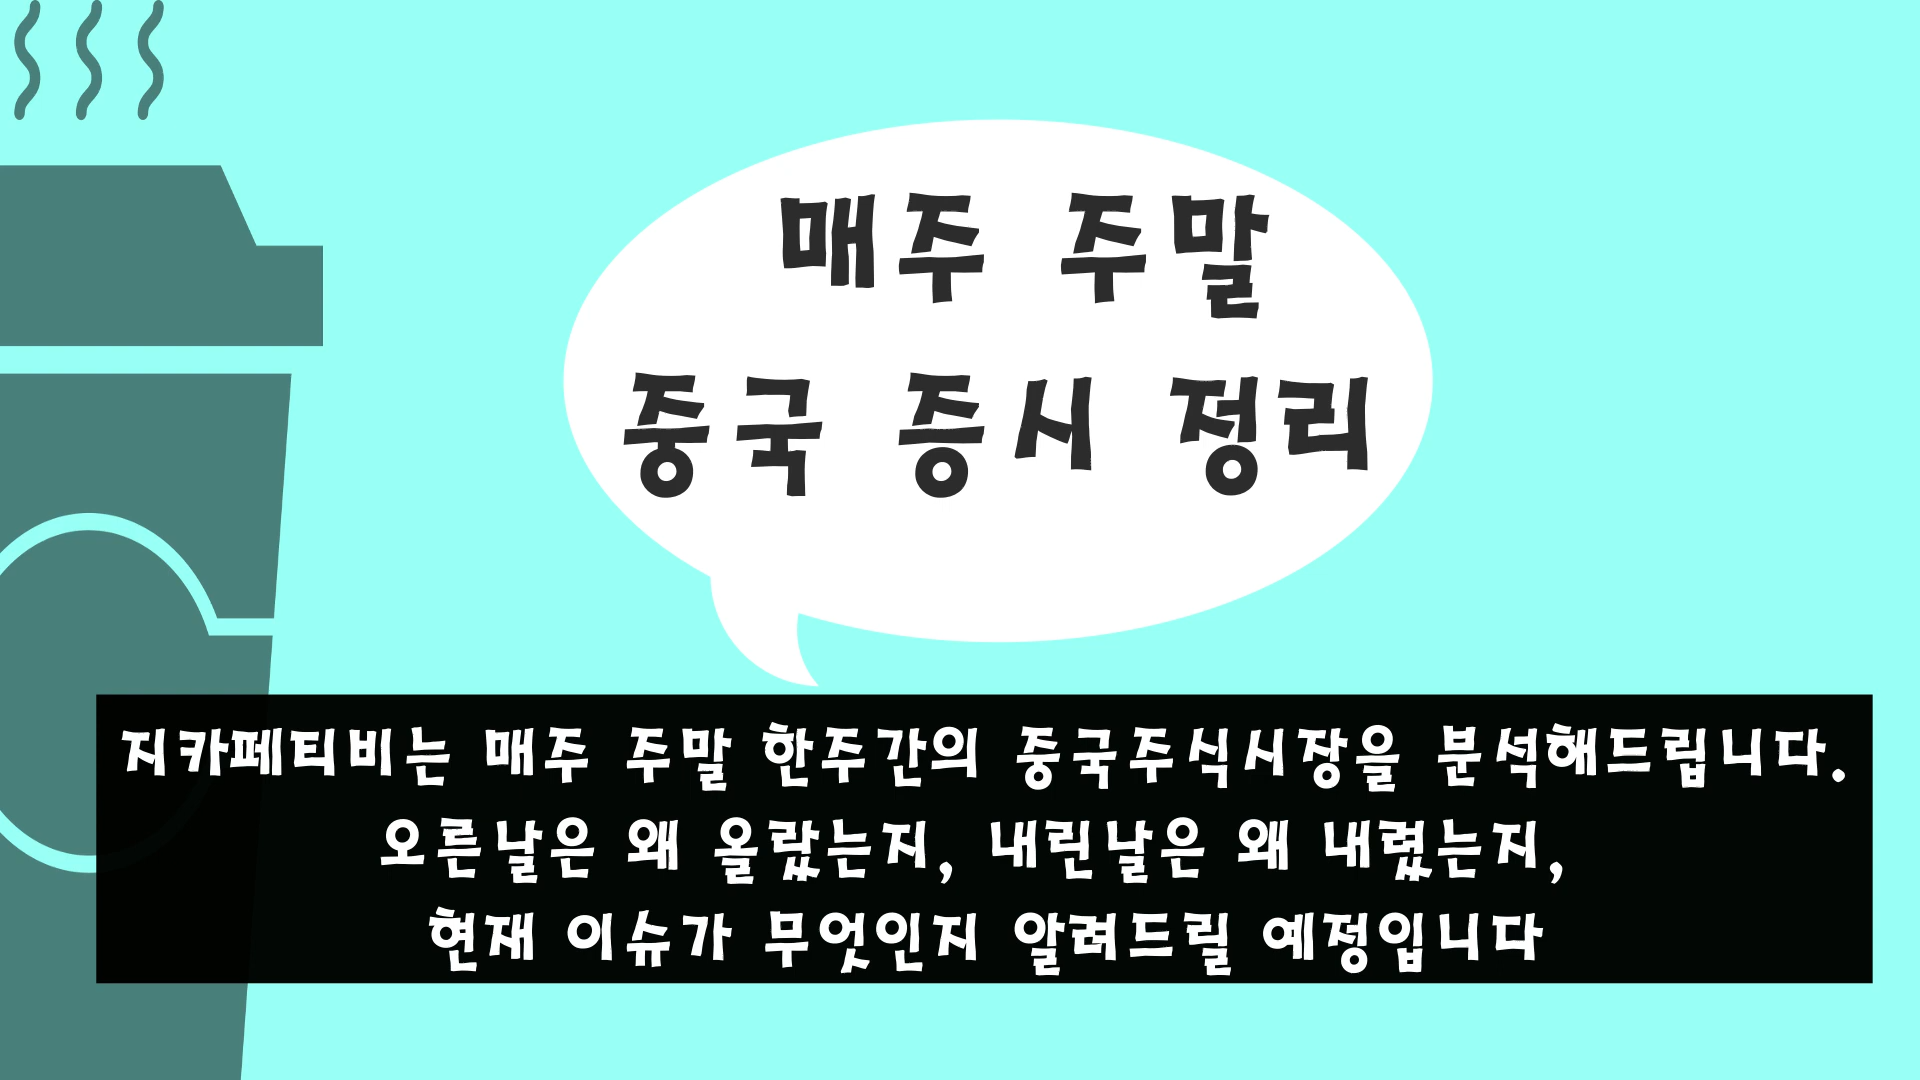 매주 주말
중국 증시 정리
지카페티비는 매주 주말 한주간의 중국주식시장을 분석해드립니다.
오른날은 왜 올랐는지, 내린날은 왜 내렸는지,
현재 이슈가 무엇인지 알려드릴 예정입니다